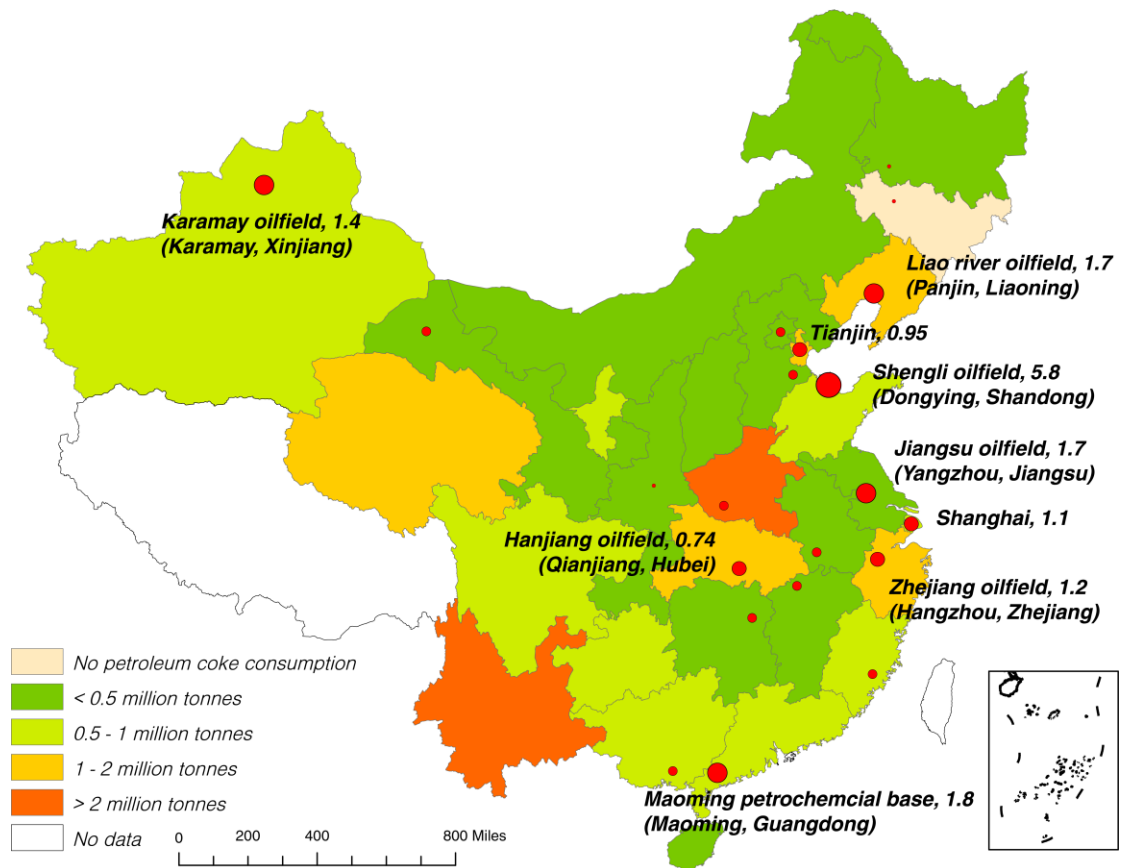 Karamay oilfield, 1.4
(Karamay, Xinjiang)
Liao river oilfield, 1.7
(Panjin, Liaoning)
Tianjin, 0.95
Shengli oilfield, 5.8
(Dongying, Shandong)
Jiangsu oilfield, 1.7
(Yangzhou, Jiangsu)
Shanghai, 1.1
Hanjiang oilfield, 0.74
(Qianjiang, Hubei)
Zhejiang oilfield, 1.2
(Hangzhou, Zhejiang)
Maoming petrochemcial base, 1.8
(Maoming, Guangdong)
No petroleum coke consumption
< 0.5 million tonnes
0.5 - 1 million tonnes
1 - 2 million tonnes
> 2 million tonnes
No data
0 200 400 800 Miles